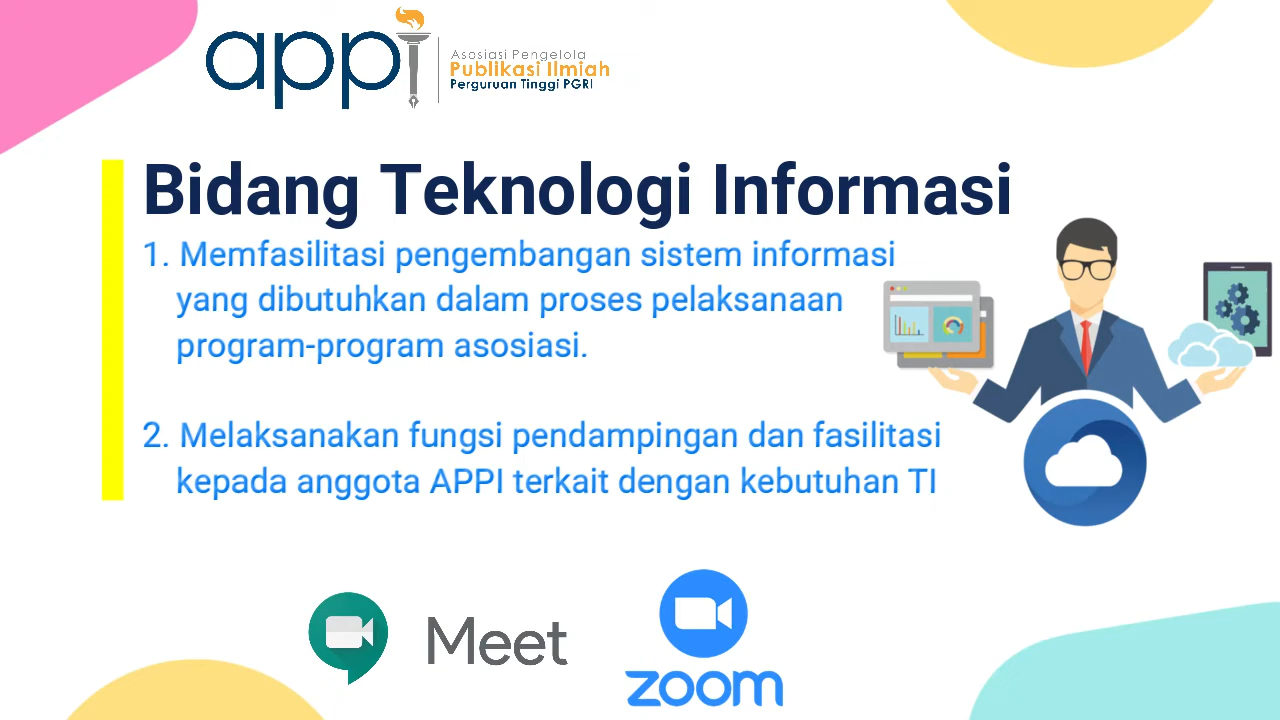 appi
Asosiasi Pengelola
Publikasi Ilmiah
Perguruan Tinggi PGRI
Bidang Teknologi Informasi
1. Memfasilitasi pengembangan sistem informasi
yang dibutuhkan dalam proses pelaksanaan
program-program asosiasi.
2. Melaksanakan fungsi pendampingan dan fasilitasi
kepada anggota APPI terkait dengan kebutuhan TI
Meet
zoom